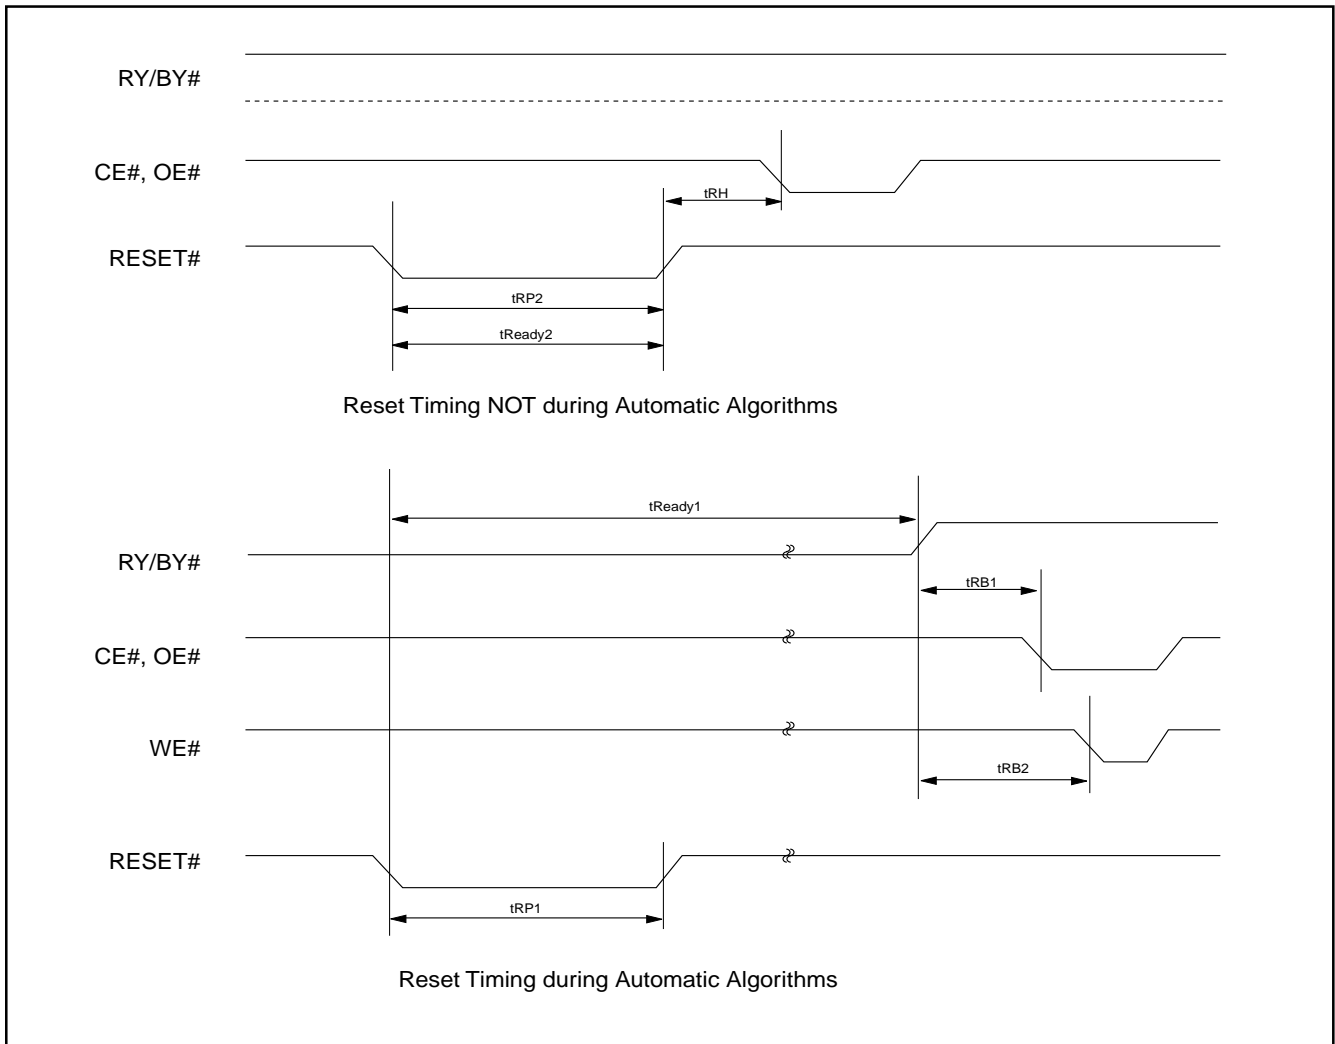 RY/BY#
CE#, OE#
tRH
RESET#
tRP2
tReady2
Reset Timing NOT during Automatic Algorithms
tReady1
RY/BY#
tRB1
CE#, OE#
WE#
tRB2
RESET#
tRP1
Reset Timing during Automatic Algorithms